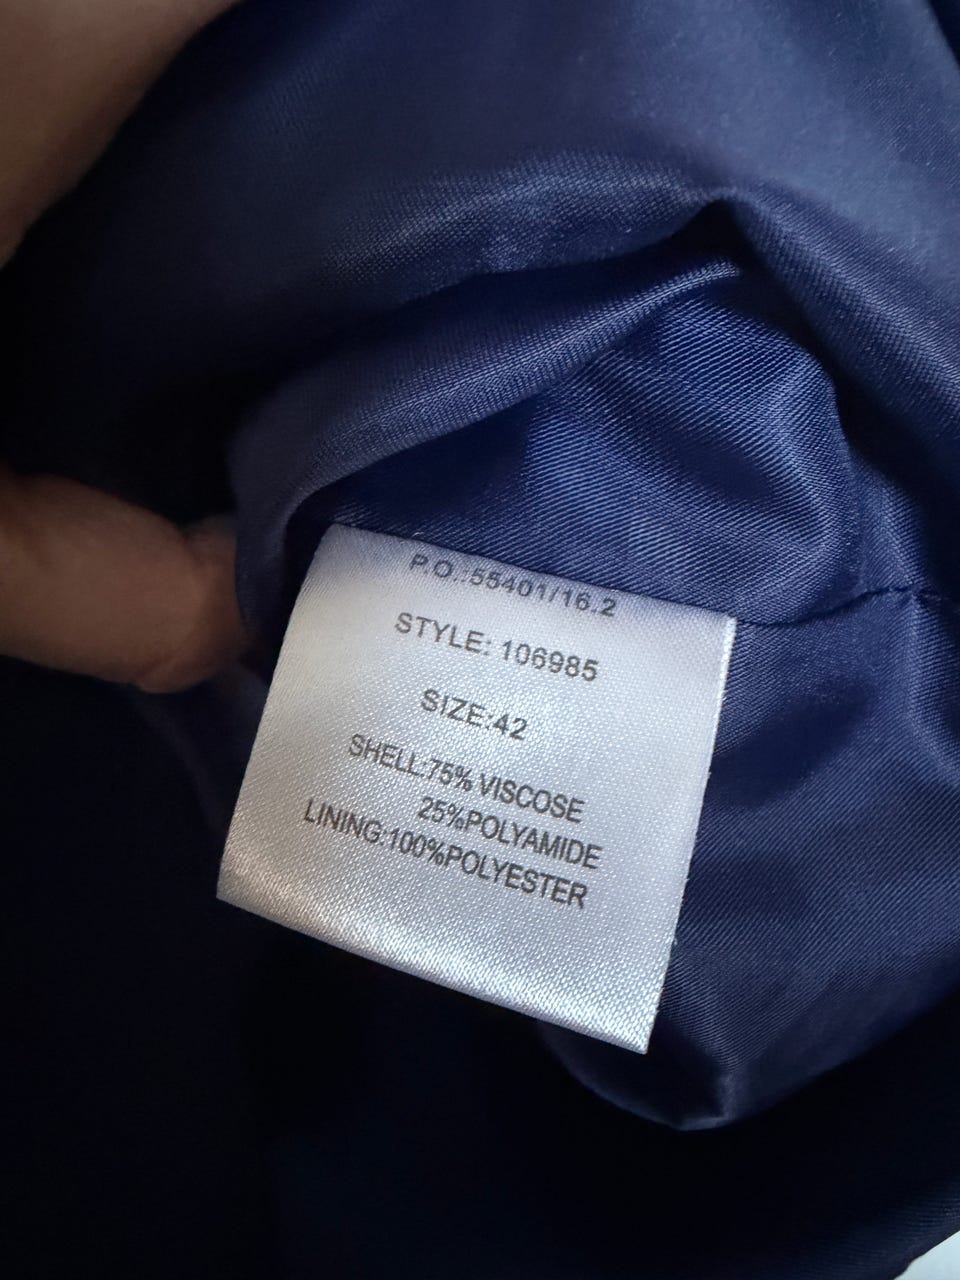 P.O.:55401/16.2
STYLE: 106985
SIZE:42
SHELL:75% VISCOSE
25%POLYAMIDE
LINING:100%POLYESTER